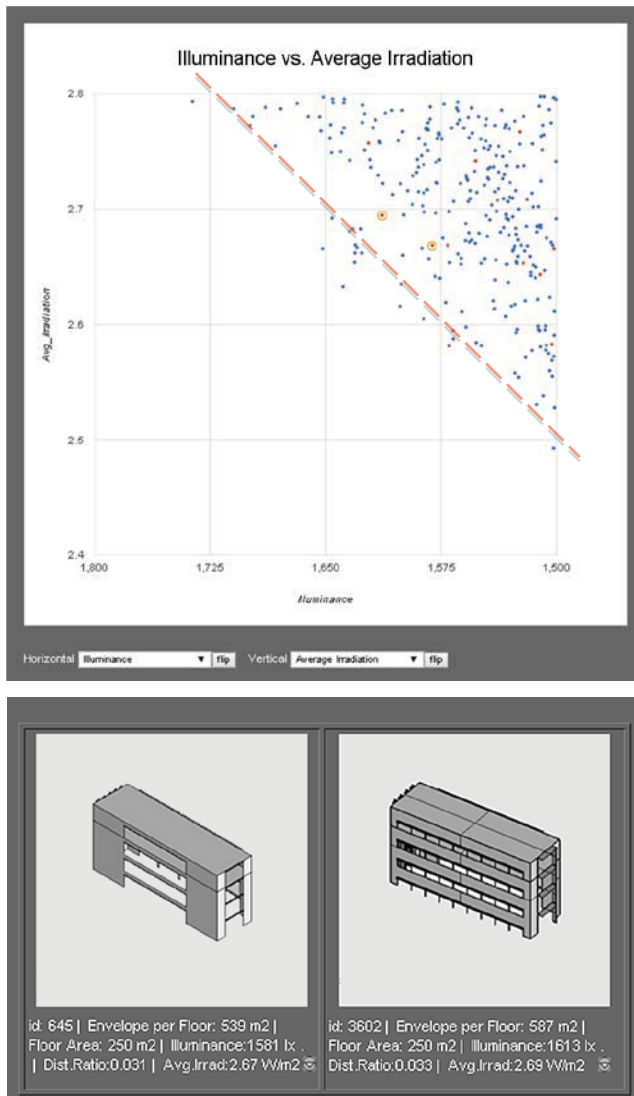 Illuminance vs. Average Irradiation
2.8
2.7
2.6
2.5
2.4
Avg_Irradiation
1,800 1,725 1,650 1,575 1,500
Illuminance
Horizontal Illuminance ▼ flip Vertical Average Irradiation ▼ flip
id: 645 | Envelope per Floor: 539 m2 |
Floor Area: 250 m2 | Illuminance:1581 lx .
| Dist.Ratio:0.031 | Avg.Irrad:2.67 W/m2
id: 3602 | Envelope per Floor: 587 m2 |
Floor Area: 250 m2 | Illuminance:1613 lx .
Dist.Ratio:0.033 | Avg.Irrad:2.69 W/m2